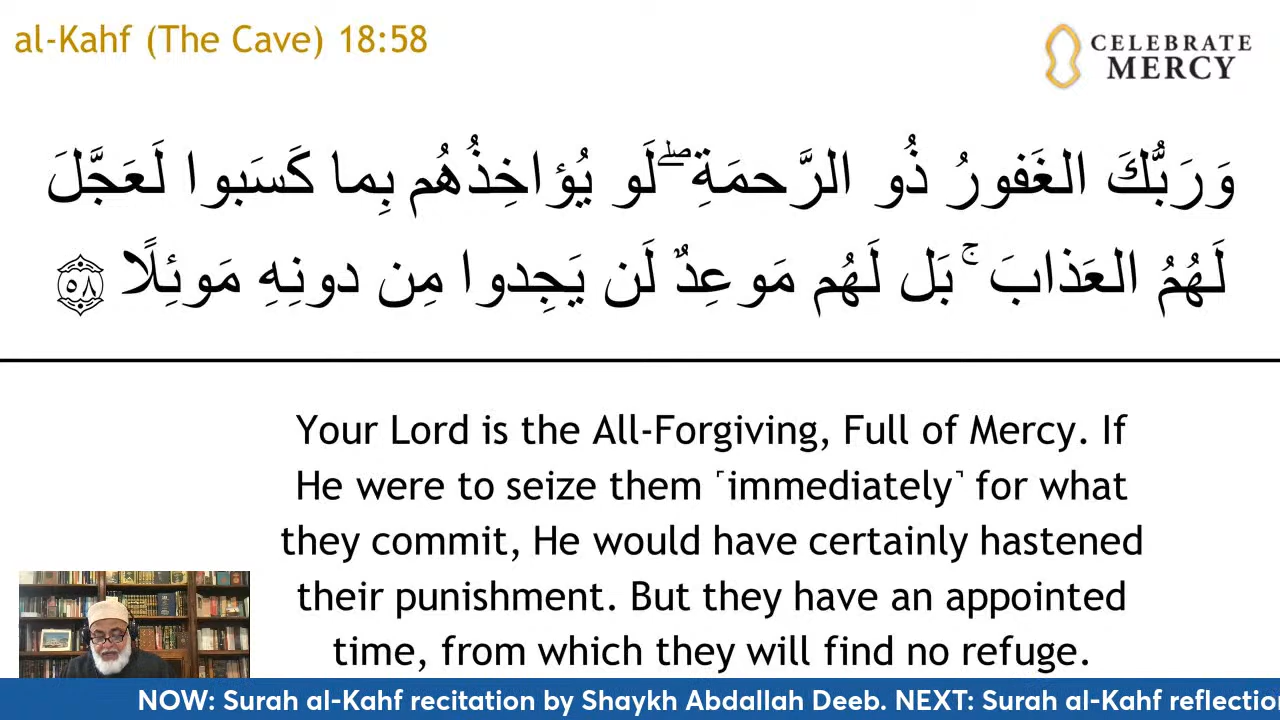 al-Kahf (The Cave) 18:58
CELEBRATE
MERCY
وَرَبُّكَ الغَفورُ ذُو الرَّحمَةِ ۖ لَو يُؤاخِذُهُم بِما كَسَبوا لَعَجَّلَ
لَهُمُ العَذابَ ۚ بَل لَهُم مَوعِدٌ لَن يَجِدوا مِن دونِهِ مَوئِلًا ﴿٥٨﴾
Your Lord is the All-Forgiving, Full of Mercy. If
He were to seize them ˹immediately˺ for what
they commit, He would have certainly hastened
their punishment. But they have an appointed
time, from which they will find no refuge.
NOW: Surah al-Kahf recitation by Shaykh Abdallah Deeb. NEXT: Surah al-Kahf reflection